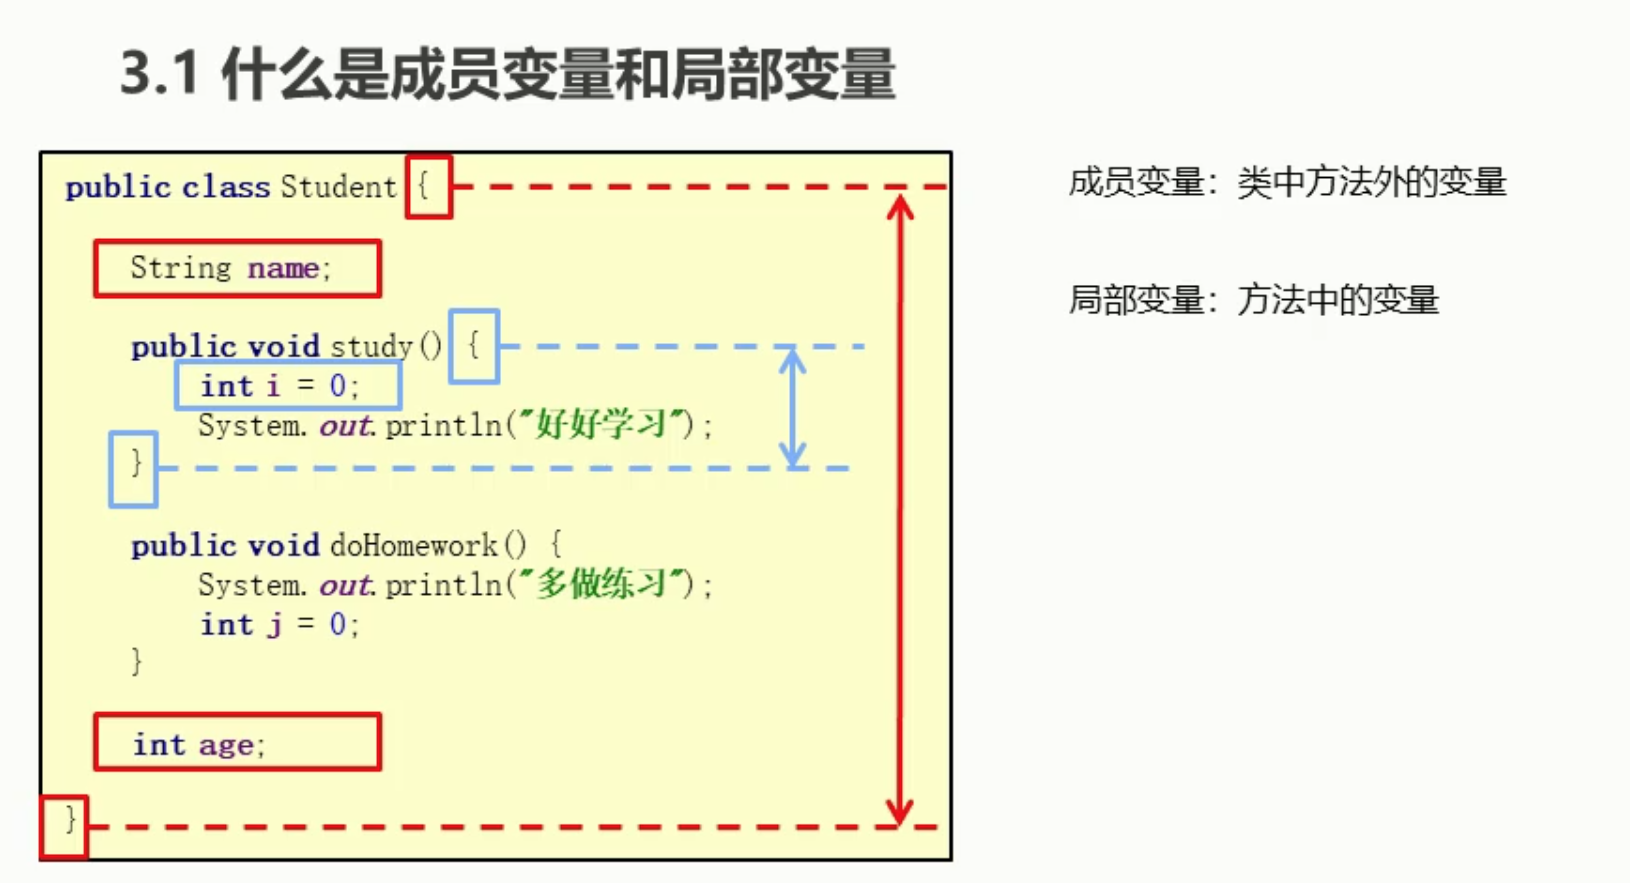 3.1 什么是成员变量和局部变量
public class Student {
String name;
public void study() {
int i = 0;
System.out.println("好好学习");
}
public void doHomework() {
System.out.println("多做练习");
int j = 0;
}
int age;
}
成员变量：类中方法外的变量
局部变量：方法中的变量